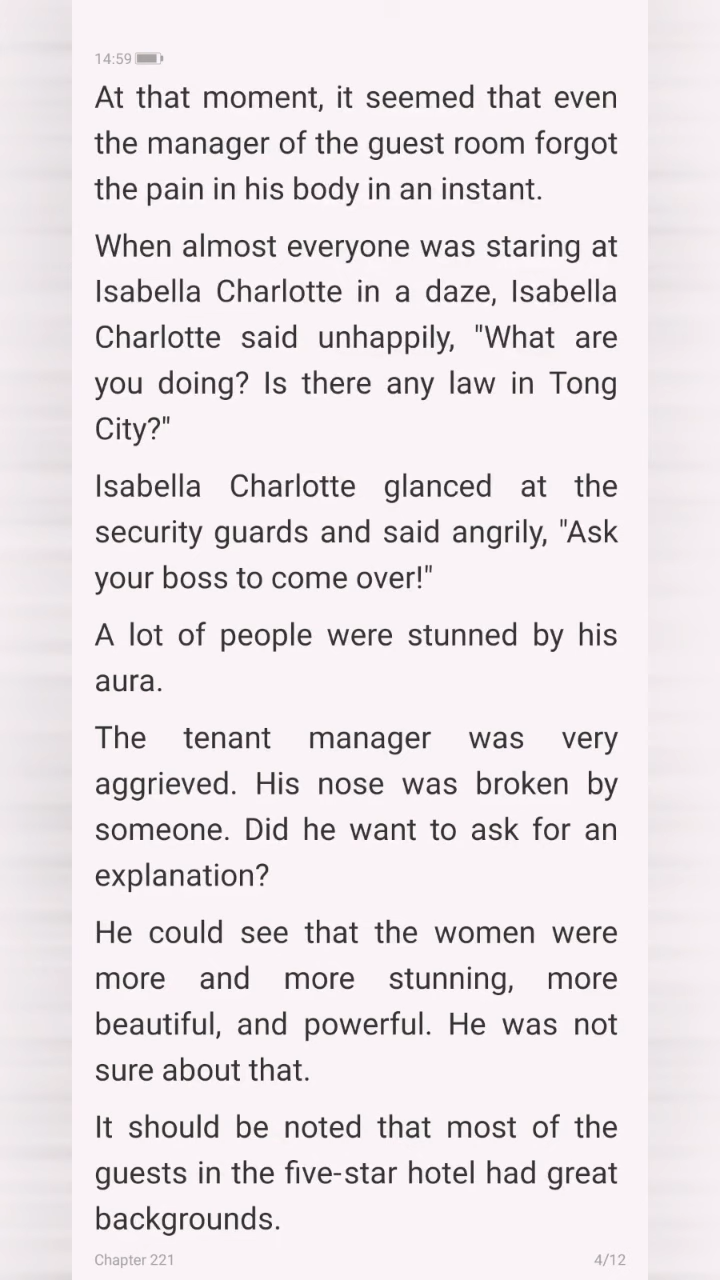 14:59
At that moment, it seemed that even
the manager of the guest room forgot
the pain in his body in an instant.
When almost everyone was staring at
Isabella Charlotte in a daze, Isabella
Charlotte said unhappily, "What are
you doing? Is there any law in Tong
City?"
Isabella Charlotte glanced at the
security guards and said angrily, "Ask
your boss to come over!"
A lot of people were stunned by his
aura.
The tenant manager was very
aggrieved. His nose was broken by
someone. Did he want to ask for an
explanation?
He could see that the women were
more and more stunning, more
beautiful, and powerful. He was not
sure about that.
It should be noted that most of the
guests in the five-star hotel had great
backgrounds.
Chapter 221 4/12